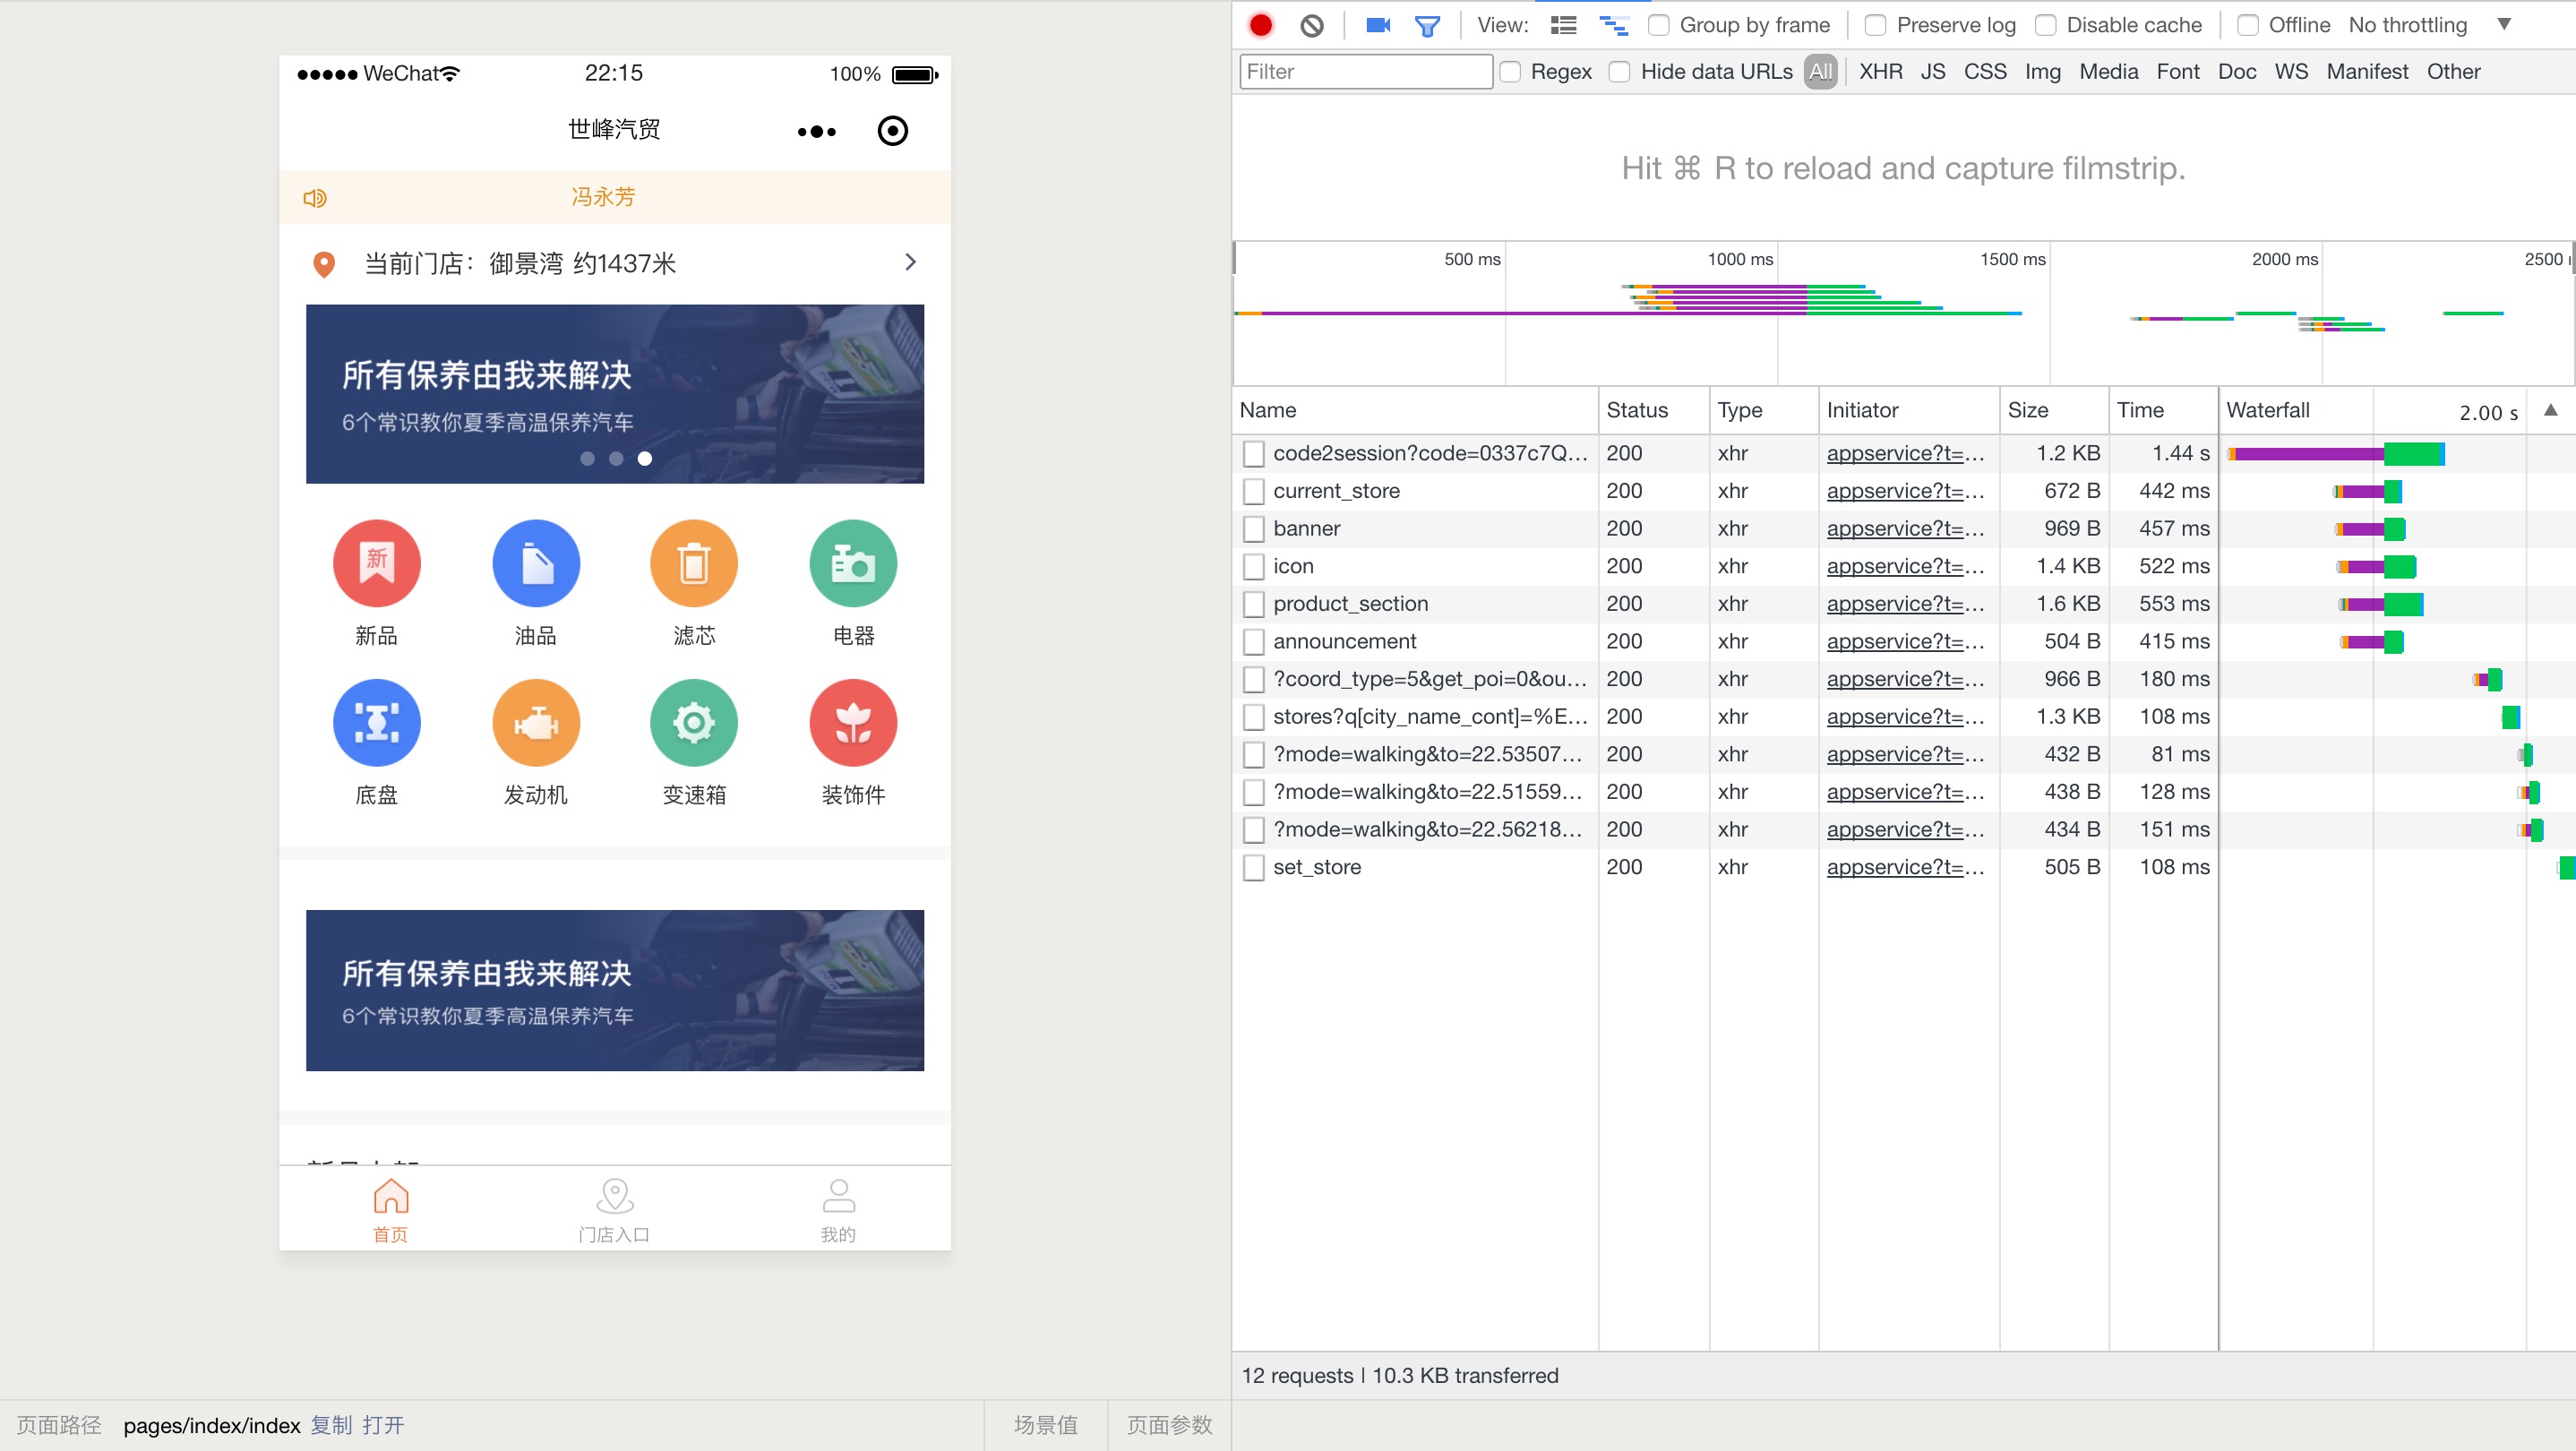 WeChat 22:15 100%
世峰汽贸
冯永芳
当前门店：御景湾 约1437米
所有保养由我来解决
6个常识教你夏季高温保养汽车
新
新品 油品 滤芯 电器
底盘 发动机 变速箱 装饰件
所有保养由我来解决
6个常识教你夏季高温保养汽车
首页 门店入口 我的
页面路径 pages/index/index 复制 打开 场景值 页面参数
View: Group by frame Preserve log Disable cache Offline No throttling
Filter Regex Hide data URLs All XHR JS CSS Img Media Font Doc WS Manifest Other
Hit ⌘ R to reload and capture filmstrip.
500 ms 1000 ms 1500 ms 2000 ms 2500
Name Status Type Initiator Size Time Waterfall 2.00 s
code2session?code=0337c7Q… 200 xhr appservice?t=… 1.2 KB 1.44 s
current_store 200 xhr appservice?t=… 672 B 442 ms
banner 200 xhr appservice?t=… 969 B 457 ms
icon 200 xhr appservice?t=… 1.4 KB 522 ms
product_section 200 xhr appservice?t=… 1.6 KB 553 ms
announcement 200 xhr appservice?t=… 504 B 415 ms
?coord_type=5&get_poi=0&ou… 200 xhr appservice?t=… 966 B 180 ms
stores?q[city_name_cont]=%E… 200 xhr appservice?t=… 1.3 KB 108 ms
?mode=walking&to=22.53507… 200 xhr appservice?t=… 432 B 81 ms
?mode=walking&to=22.51559… 200 xhr appservice?t=… 438 B 128 ms
?mode=walking&to=22.56218… 200 xhr appservice?t=… 434 B 151 ms
set_store 200 xhr appservice?t=… 505 B 108 ms
12 requests | 10.3 KB transferred